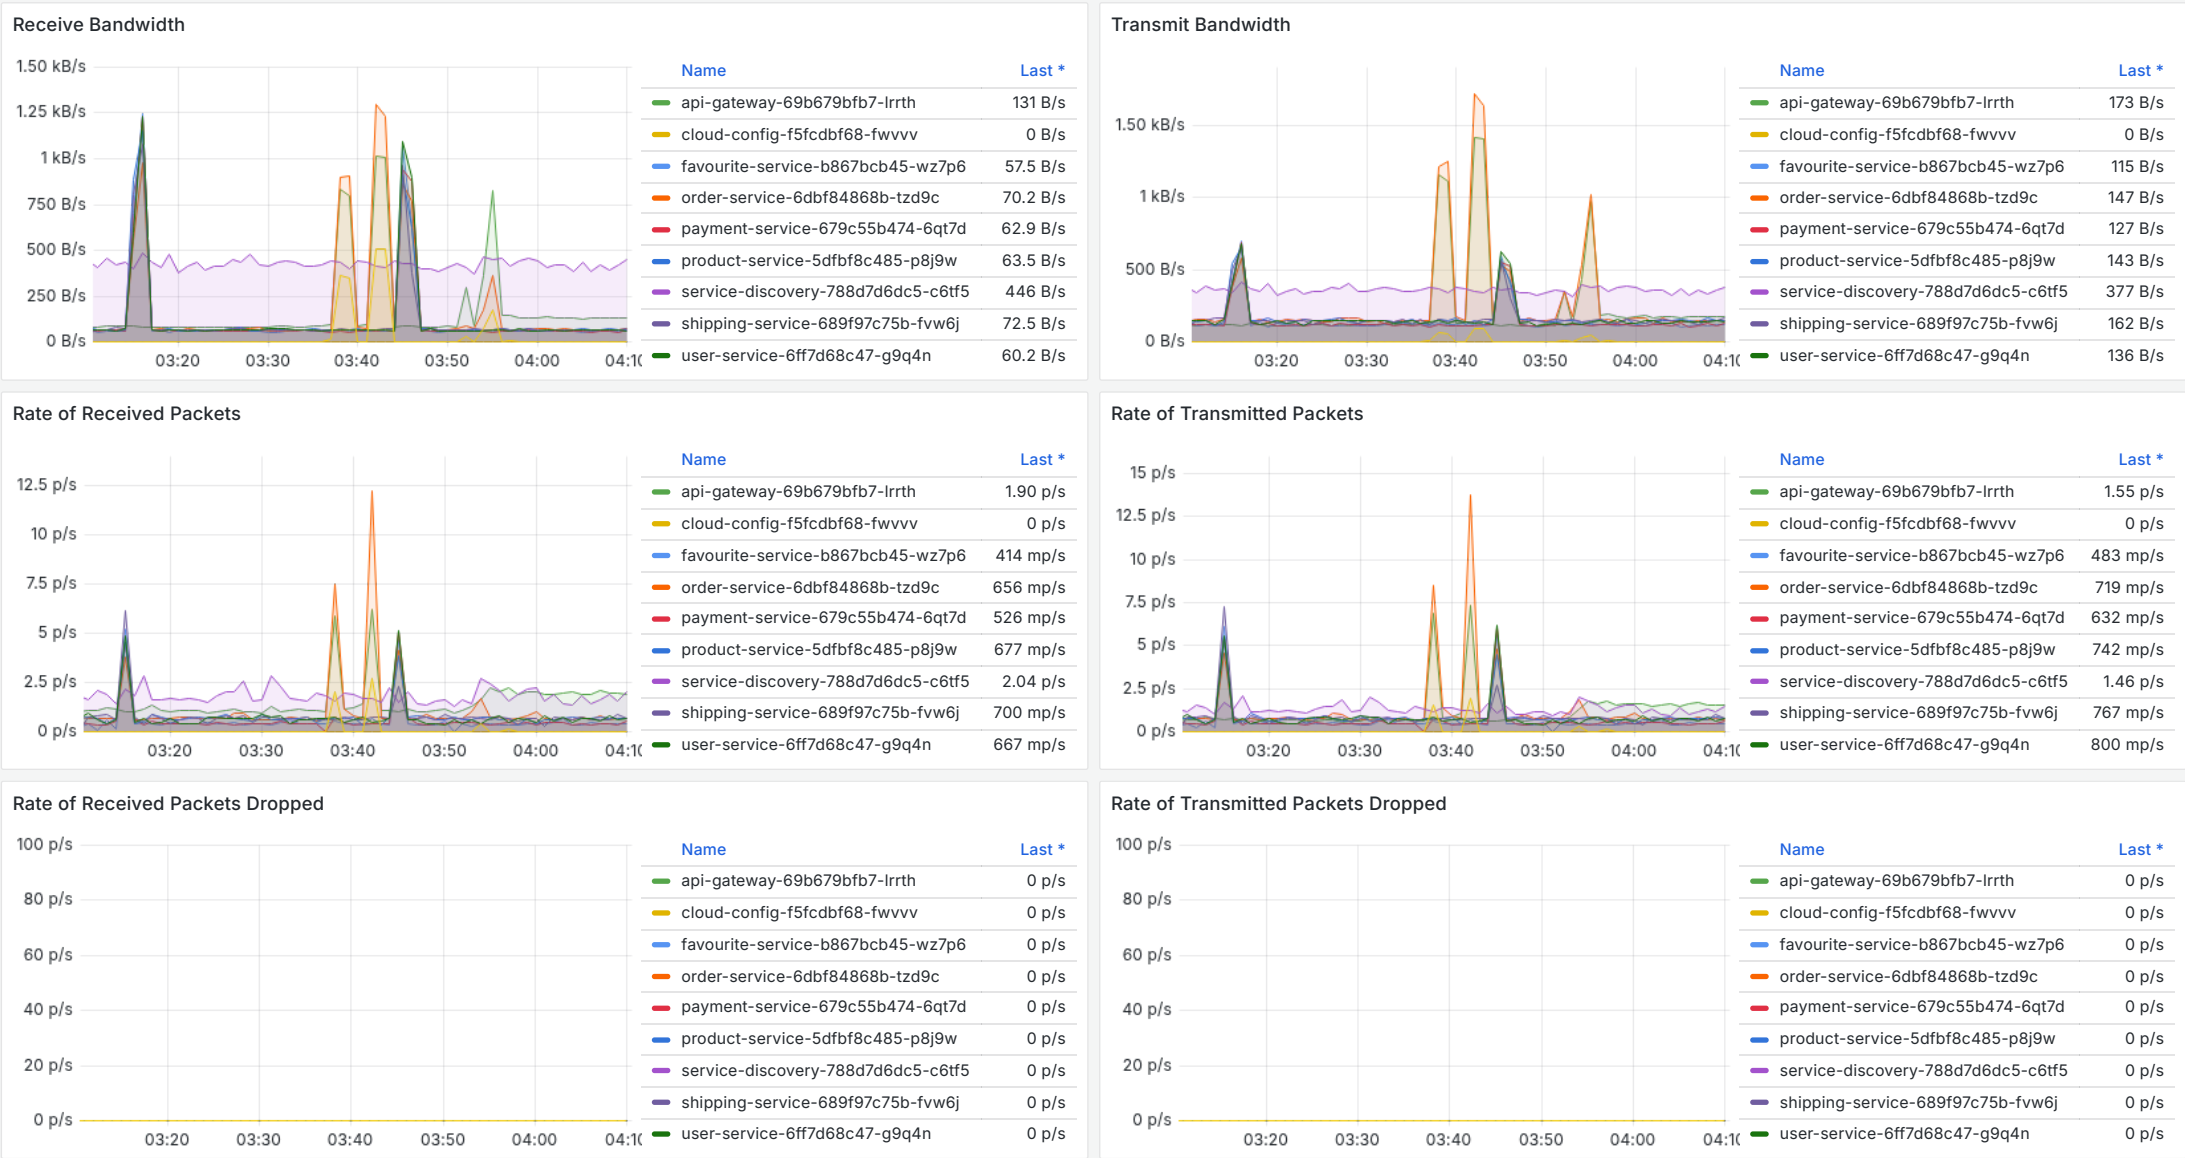 Receive Bandwidth
1.50 kB/s
1.25 kB/s
1 kB/s
750 B/s
500 B/s
250 B/s
0 B/s
03:20 03:30 03:40 03:50 04:00 04:10
Name Last *
api-gateway-69b679bfb7-lrrth 131 B/s
cloud-config-f5fcdbf68-fwvvv 0 B/s
favourite-service-b867bcb45-wz7p6 57.5 B/s
order-service-6dbf84868b-tzd9c 70.2 B/s
payment-service-679c55b474-6qt7d 62.9 B/s
product-service-5dfbf8c485-p8j9w 63.5 B/s
service-discovery-788d7d6dc5-c6tf5 446 B/s
shipping-service-689f97c75b-fvw6j 72.5 B/s
user-service-6ff7d68c47-g9q4n 60.2 B/s
Transmit Bandwidth
1.50 kB/s
1 kB/s
500 B/s
0 B/s
03:20 03:30 03:40 03:50 04:00 04:10
Name Last *
api-gateway-69b679bfb7-lrrth 173 B/s
cloud-config-f5fcdbf68-fwvvv 0 B/s
favourite-service-b867bcb45-wz7p6 115 B/s
order-service-6dbf84868b-tzd9c 147 B/s
payment-service-679c55b474-6qt7d 127 B/s
product-service-5dfbf8c485-p8j9w 143 B/s
service-discovery-788d7d6dc5-c6tf5 377 B/s
shipping-service-689f97c75b-fvw6j 162 B/s
user-service-6ff7d68c47-g9q4n 136 B/s
Rate of Received Packets
12.5 p/s
10 p/s
7.5 p/s
5 p/s
2.5 p/s
0 p/s
03:20 03:30 03:40 03:50 04:00 04:10
Name Last *
api-gateway-69b679bfb7-lrrth 1.90 p/s
cloud-config-f5fcdbf68-fwvvv 0 p/s
favourite-service-b867bcb45-wz7p6 414 mp/s
order-service-6dbf84868b-tzd9c 656 mp/s
payment-service-679c55b474-6qt7d 526 mp/s
product-service-5dfbf8c485-p8j9w 677 mp/s
service-discovery-788d7d6dc5-c6tf5 2.04 p/s
shipping-service-689f97c75b-fvw6j 700 mp/s
user-service-6ff7d68c47-g9q4n 667 mp/s
Rate of Transmitted Packets
15 p/s
12.5 p/s
10 p/s
7.5 p/s
5 p/s
2.5 p/s
0 p/s
03:20 03:30 03:40 03:50 04:00 04:10
Name Last *
api-gateway-69b679bfb7-lrrth 1.55 p/s
cloud-config-f5fcdbf68-fwvvv 0 p/s
favourite-service-b867bcb45-wz7p6 483 mp/s
order-service-6dbf84868b-tzd9c 719 mp/s
payment-service-679c55b474-6qt7d 632 mp/s
product-service-5dfbf8c485-p8j9w 742 mp/s
service-discovery-788d7d6dc5-c6tf5 1.46 p/s
shipping-service-689f97c75b-fvw6j 767 mp/s
user-service-6ff7d68c47-g9q4n 800 mp/s
Rate of Received Packets Dropped
100 p/s
80 p/s
60 p/s
40 p/s
20 p/s
0 p/s
03:20 03:30 03:40 03:50 04:00 04:10
Name Last *
api-gateway-69b679bfb7-lrrth 0 p/s
cloud-config-f5fcdbf68-fwvvv 0 p/s
favourite-service-b867bcb45-wz7p6 0 p/s
order-service-6dbf84868b-tzd9c 0 p/s
payment-service-679c55b474-6qt7d 0 p/s
product-service-5dfbf8c485-p8j9w 0 p/s
service-discovery-788d7d6dc5-c6tf5 0 p/s
shipping-service-689f97c75b-fvw6j 0 p/s
user-service-6ff7d68c47-g9q4n 0 p/s
Rate of Transmitted Packets Dropped
100 p/s
80 p/s
60 p/s
40 p/s
20 p/s
0 p/s
03:20 03:30 03:40 03:50 04:00 04:10
Name Last *
api-gateway-69b679bfb7-lrrth 0 p/s
cloud-config-f5fcdbf68-fwvvv 0 p/s
favourite-service-b867bcb45-wz7p6 0 p/s
order-service-6dbf84868b-tzd9c 0 p/s
payment-service-679c55b474-6qt7d 0 p/s
product-service-5dfbf8c485-p8j9w 0 p/s
service-discovery-788d7d6dc5-c6tf5 0 p/s
shipping-service-689f97c75b-fvw6j 0 p/s
user-service-6ff7d68c47-g9q4n 0 p/s